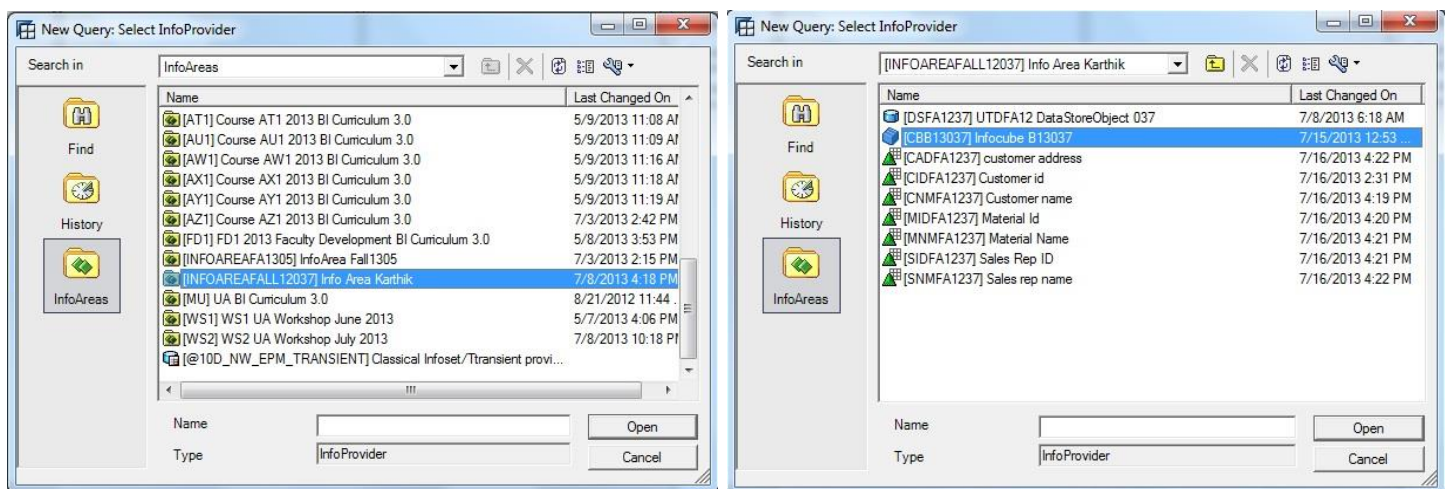 New Query: Select InfoProvider
Search in
InfoAreas
Find
History
InfoAreas
Name Last Changed On
[AT1] Course AT1 2013 BI Curriculum 3.0 5/9/2013 11:08 AM
[AU1] Course AU1 2013 BI Curriculum 3.0 5/9/2013 11:09 AM
[AW1] Course AW1 2013 BI Curriculum 3.0 5/9/2013 11:16 AM
[AX1] Course AX1 2013 BI Curriculum 3.0 5/9/2013 11:18 AM
[AY1] Course AY1 2013 BI Curriculum 3.0 5/9/2013 11:19 AM
[AZ1] Course AZ1 2013 BI Curriculum 3.0 7/3/2013 2:42 PM
[FD1] FD1 2013 Faculty Development BI Curriculum 3.0 5/8/2013 3:53 PM
[INFOAREAFA1305] InfoArea Fall1305 7/3/2013 2:15 PM
[INFOAREAFALL12037] Info Area Karthik 7/8/2013 4:18 PM
[MU] UA BI Curriculum 3.0 8/21/2012 11:44 .
[WS1] WS1 UA Workshop June 2013 5/7/2013 4:06 PM
[WS2] WS2 UA Workshop July 2013 7/8/2013 10:18 PM
[@10D_NW_EPM_TRANSIENT] Classical Infoset/Ttransient provi...
Name
Open
Type InfoProvider
Cancel
New Query: Select InfoProvider
Search in
[INFOAREAFALL12037] Info Area Karthik
Find
History
InfoAreas
Name Last Changed On
[DSFA1237] UTDFA12 DataStoreObject 037 7/8/2013 6:18 AM
[CBB13037] Infocube B13037 7/15/2013 12:53 ...
[CADFA1237] customer address 7/16/2013 4:22 PM
[CIDFA1237] Customer id 7/16/2013 2:31 PM
[CNMFA1237] Customer name 7/16/2013 4:19 PM
[MIDFA1237] Material Id 7/16/2013 4:20 PM
[MNMFA1237] Material Name 7/16/2013 4:21 PM
[SIDFA1237] Sales Rep ID 7/16/2013 4:21 PM
[SNMFA1237] Sales rep name 7/16/2013 4:22 PM
Name
Open
Type InfoProvider
Cancel